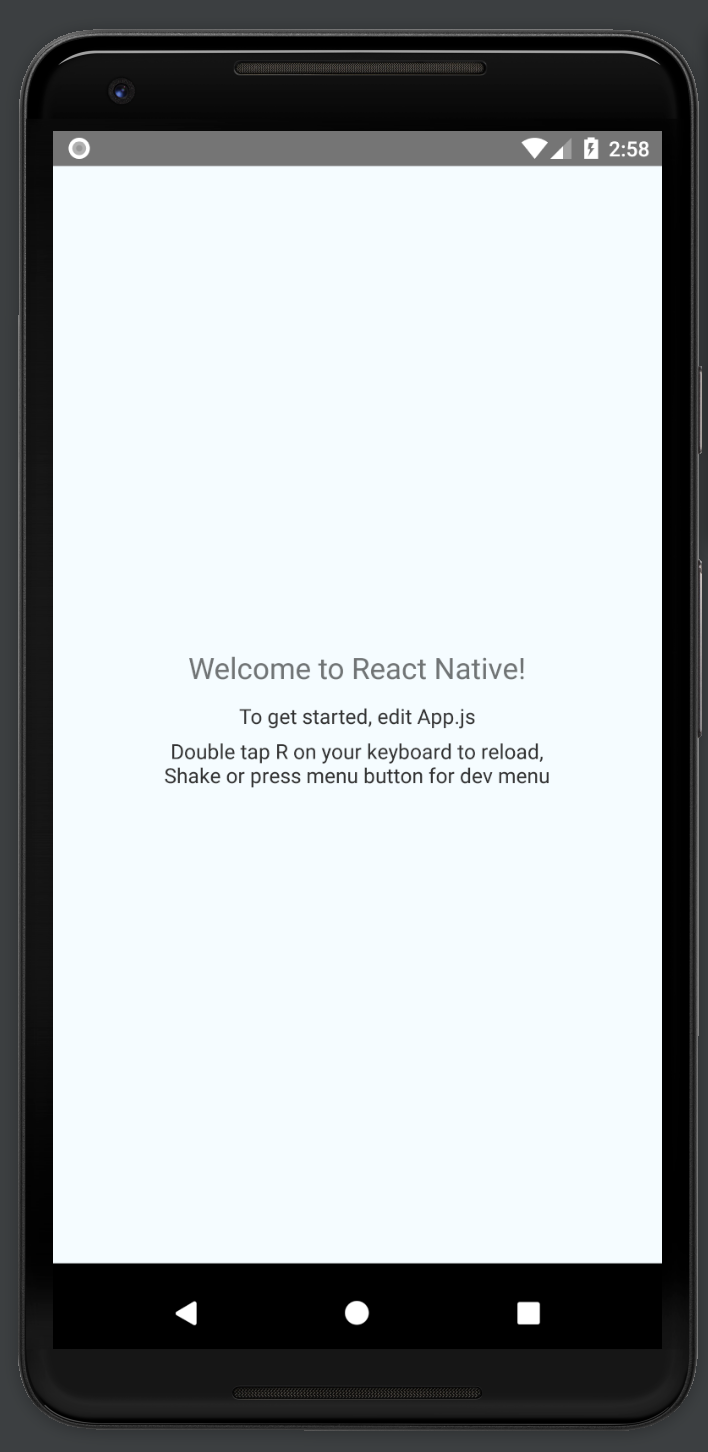 2:58
Welcome to React Native!
To get started, edit App.js
Double tap R on your keyboard to reload,
Shake or press menu button for dev menu